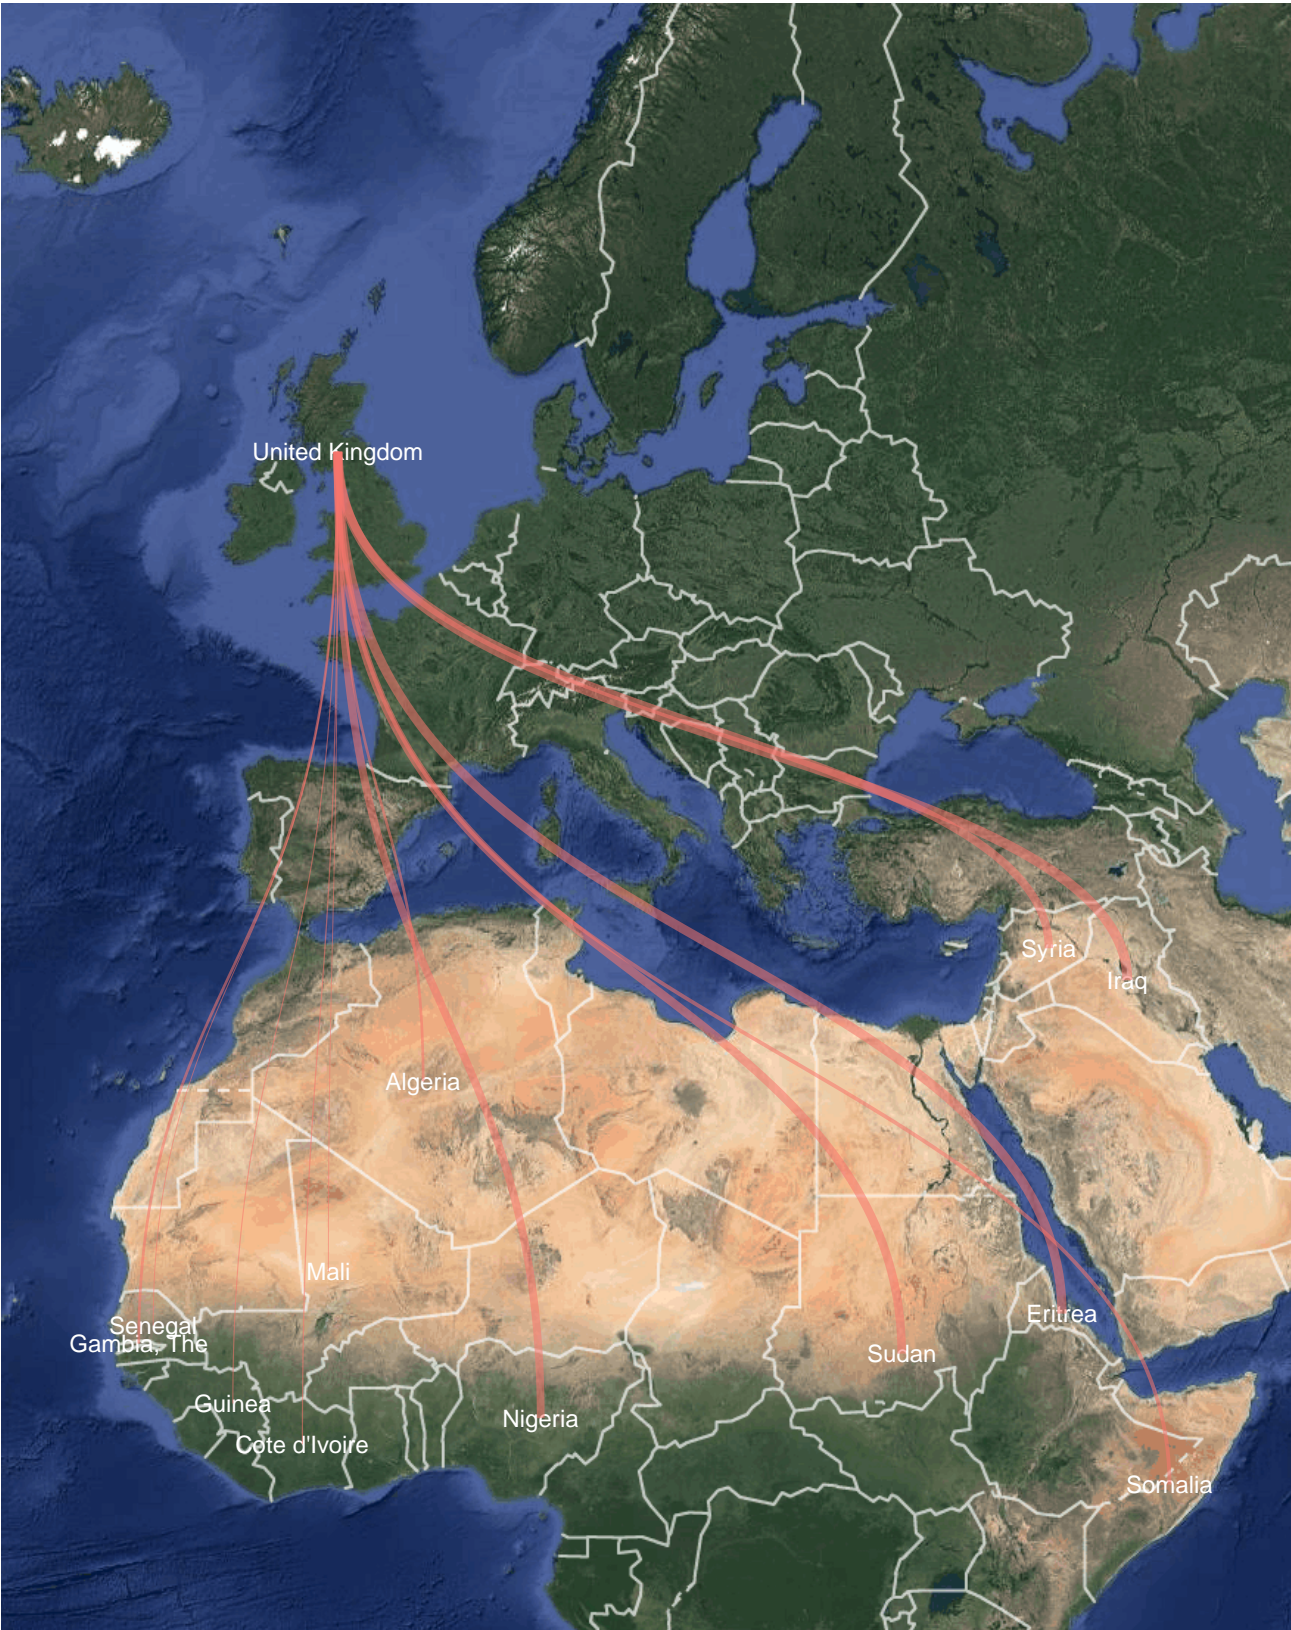 United Kingdom
Syria
Iraq
Algeria
Mali
Eritrea
Senegal
Gambia, The
Sudan
Guinea
Nigeria
Cote d'Ivoire
Somalia